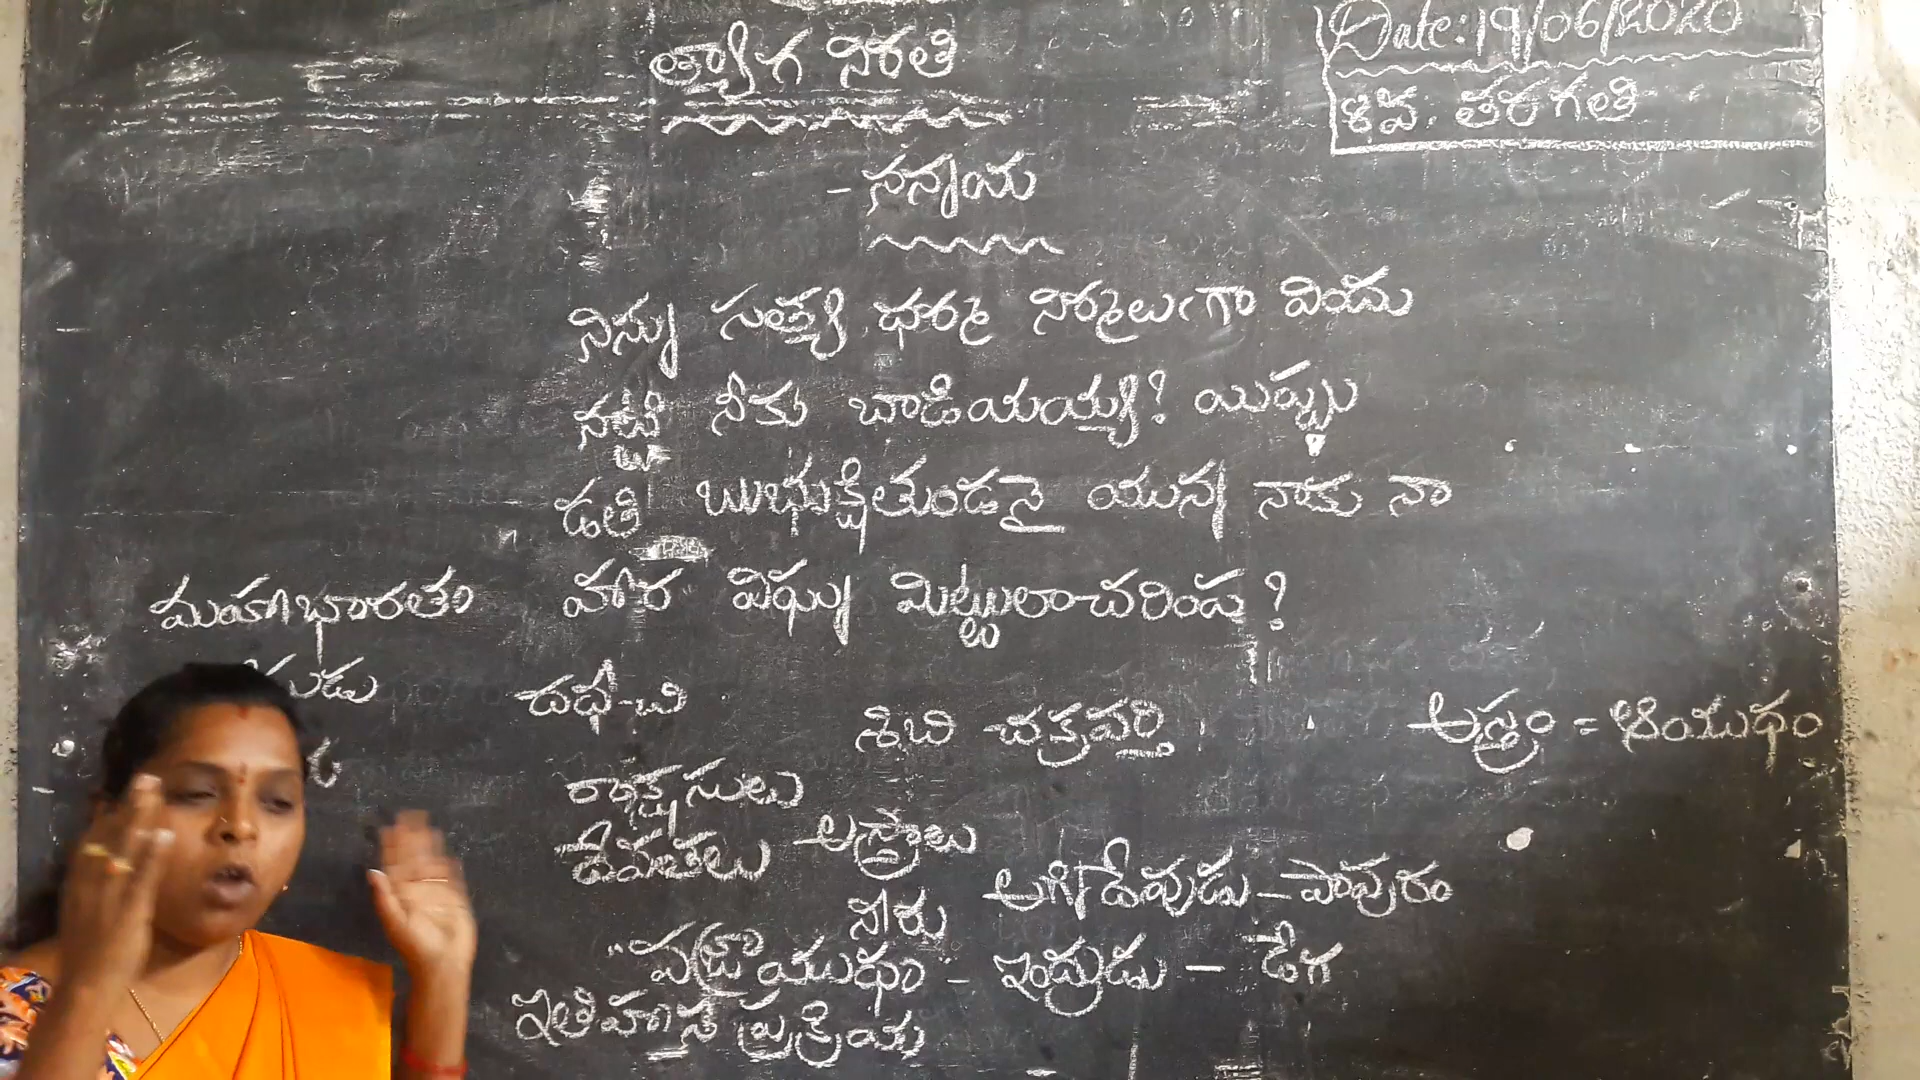 త్యాగ నిరతి
Date: 19/06/2020
8వ. తరగతి
- నన్నయ
నిన్ను సత్య ధర్మ నిర్మలుఁగా విందు
నట్టి నీకు బాడియయ్య? యిప్పు
డతి బుభుక్షితుండనై యున్న నాకు నా
హార విఘ్ను మిట్టులాచరింప?
మహాభారతం
దధీచి
శిబి చక్రవర్తి
అస్త్రం = ఆయుధం
రాక్షసులు
దేవతలు అస్త్రాలు
అగ్నిదేవుడు - పావురం
నీళ్లు
"వజ్రాయుధం" - ఇంద్రుడు - డేగ
ఇతిహాస ప్రక్రియ